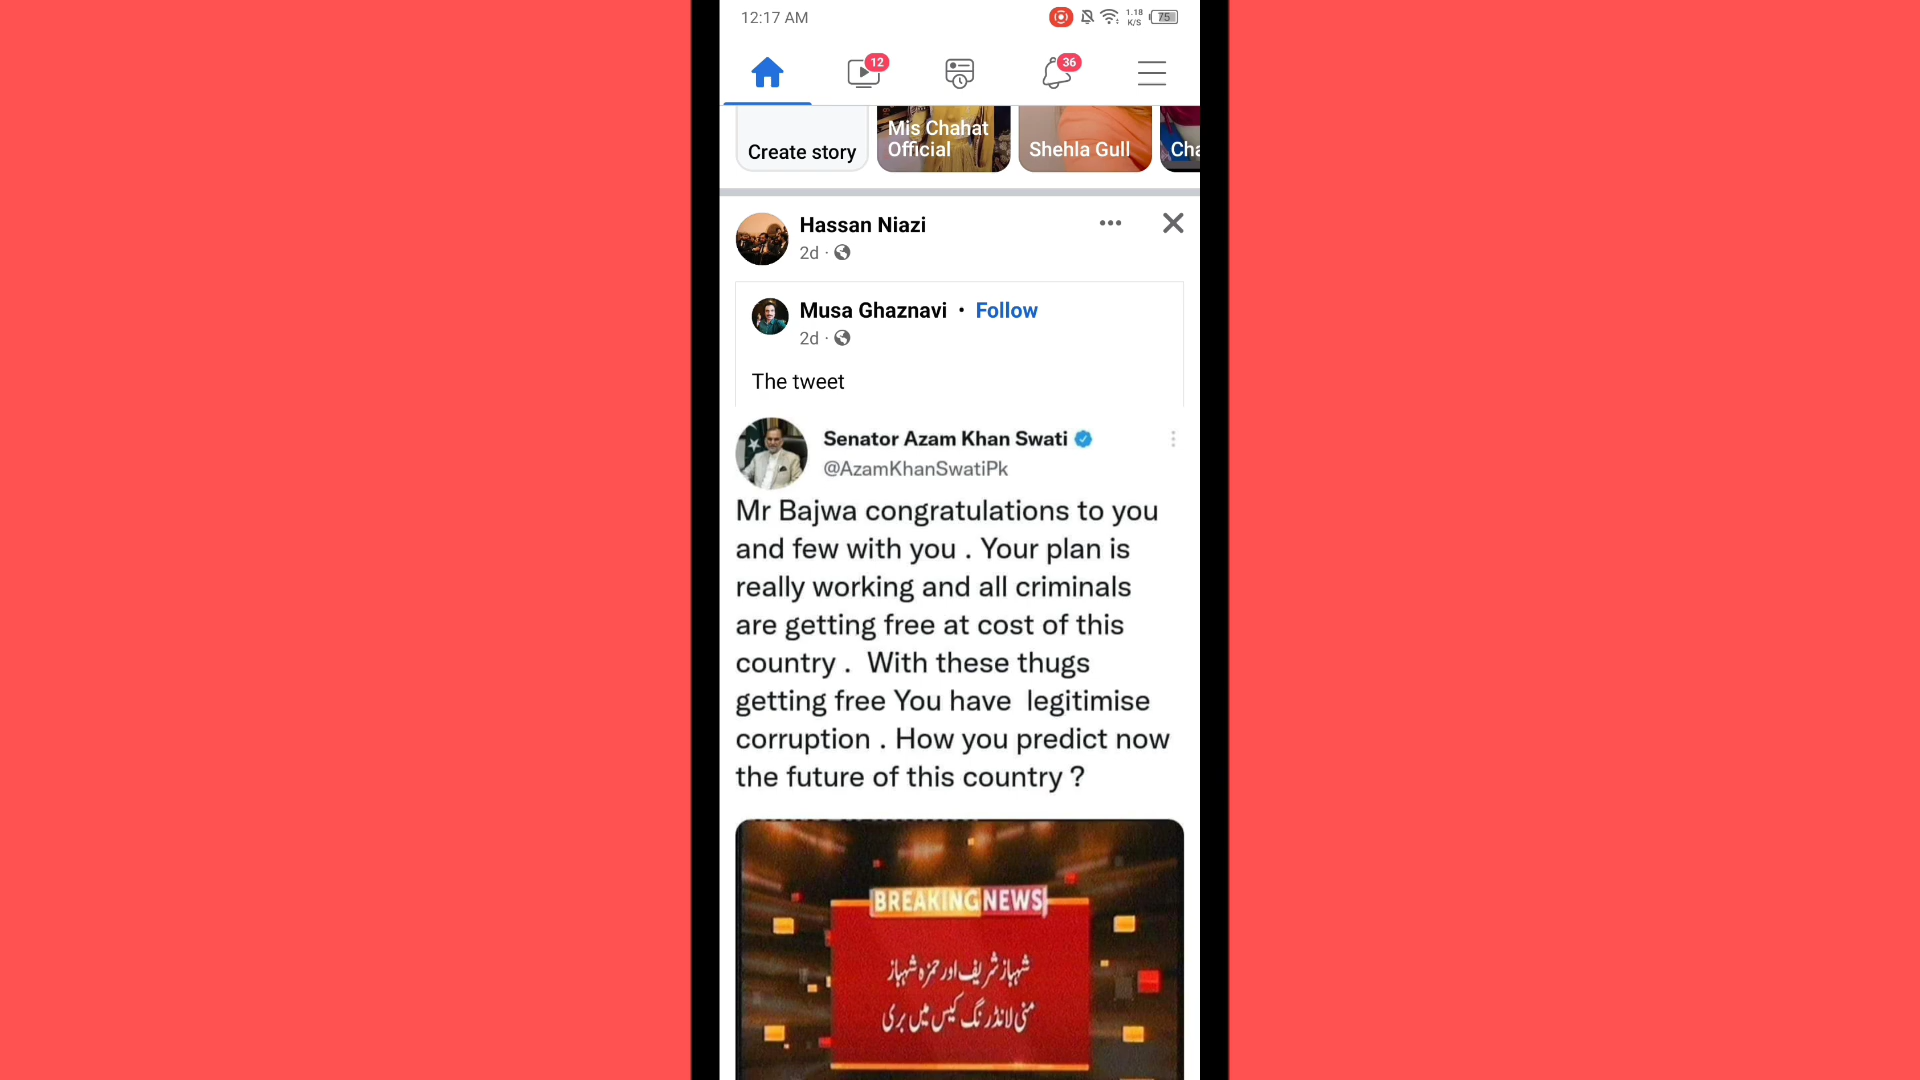 12:17 AM
1.18
K/S
75
12
36
Create story
Mis Chahat
Official
Shehla Gull
Cha
Hassan Niazi
2d ·
Musa Ghaznavi • Follow
2d ·
The tweet
Senator Azam Khan Swati
@AzamKhanSwatiPk
Mr Bajwa congratulations to you
and few with you . Your plan is
really working and all criminals
are getting free at cost of this
country .  With these thugs
getting free You have  legitimise
corruption . How you predict now
the future of this country ?
BREAKING NEWS
شہباز شریف اور حمزہ شہباز
منی لانڈرنگ کیس میں بری